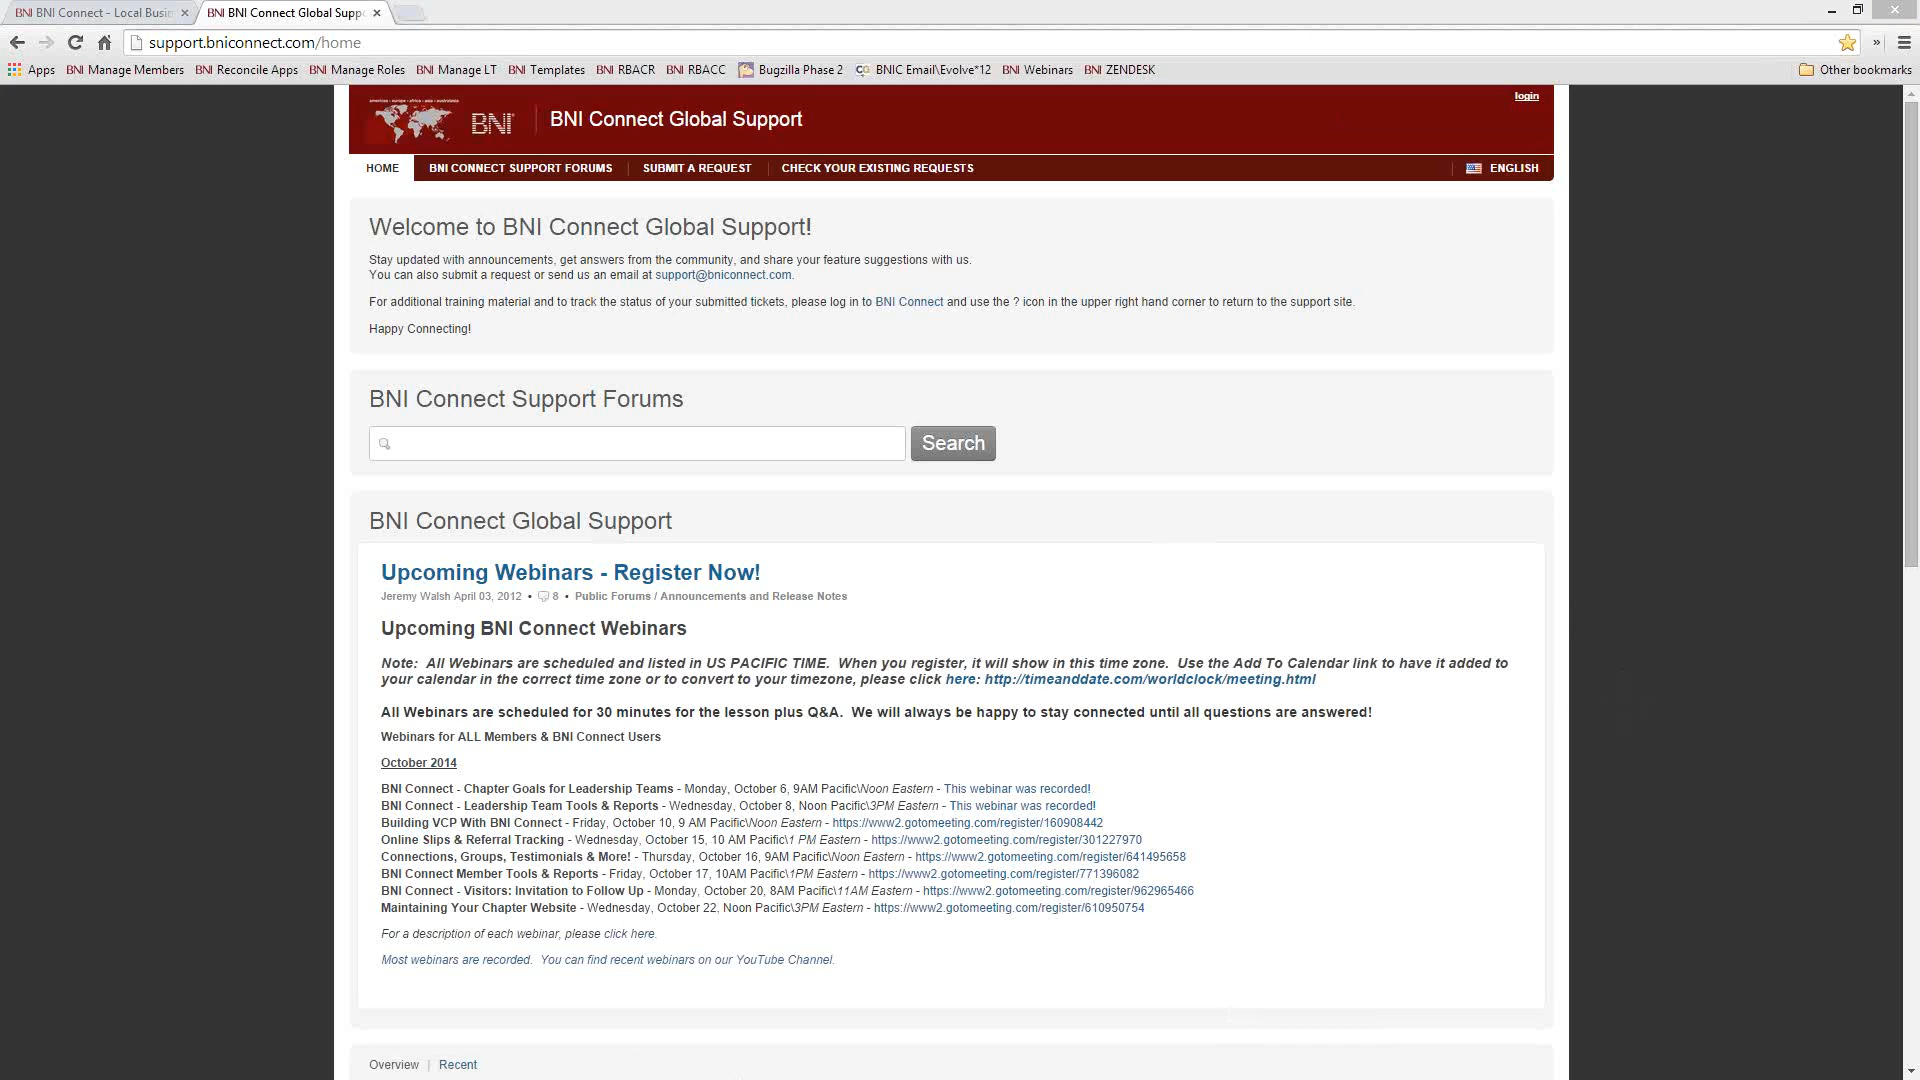 BNI BNI Connect - Local Busin
BNI BNI Connect Global Suppo
support.bniconnect.com/home
Apps BNI Manage Members BNI Reconcile Apps BNI Manage Roles BNI Manage LT BNI Templates BNI RBACR BNI RBACC Bugzilla Phase 2 BNIC Email\Evolve*12 BNI Webinars BNI ZENDESK Other bookmarks
login
americas • europe • africa • asia • australasia
BNI BNI Connect Global Support
HOME BNI CONNECT SUPPORT FORUMS SUBMIT A REQUEST CHECK YOUR EXISTING REQUESTS ENGLISH
Welcome to BNI Connect Global Support!
Stay updated with announcements, get answers from the community, and share your feature suggestions with us.
You can also submit a request or send us an email at support@bniconnect.com.
For additional training material and to track the status of your submitted tickets, please log in to BNI Connect and use the ? icon in the upper right hand corner to return to the support site.
Happy Connecting!
BNI Connect Support Forums
Search
BNI Connect Global Support
Upcoming Webinars - Register Now!
Jeremy Walsh April 03, 2012 • 8 • Public Forums / Announcements and Release Notes
Upcoming BNI Connect Webinars
Note:  All Webinars are scheduled and listed in US PACIFIC TIME.  When you register, it will show in this time zone.  Use the Add To Calendar link to have it added to
your calendar in the correct time zone or to convert to your timezone, please click here: http://timeanddate.com/worldclock/meeting.html
All Webinars are scheduled for 30 minutes for the lesson plus Q&A.  We will always be happy to stay connected until all questions are answered!
Webinars for ALL Members & BNI Connect Users
October 2014
BNI Connect - Chapter Goals for Leadership Teams - Monday, October 6, 9AM Pacific\Noon Eastern - This webinar was recorded!
BNI Connect - Leadership Team Tools & Reports - Wednesday, October 8, Noon Pacific\3PM Eastern - This webinar was recorded!
Building VCP With BNI Connect - Friday, October 10, 9 AM Pacific\Noon Eastern - https://www2.gotomeeting.com/register/160908442
Online Slips & Referral Tracking - Wednesday, October 15, 10 AM Pacific\1 PM Eastern - https://www2.gotomeeting.com/register/301227970
Connections, Groups, Testimonials & More! - Thursday, October 16, 9AM Pacific\Noon Eastern - https://www2.gotomeeting.com/register/641495658
BNI Connect Member Tools & Reports - Friday, October 17, 10AM Pacific\1PM Eastern - https://www2.gotomeeting.com/register/771396082
BNI Connect - Visitors: Invitation to Follow Up - Monday, October 20, 8AM Pacific\11AM Eastern - https://www2.gotomeeting.com/register/962965466
Maintaining Your Chapter Website - Wednesday, October 22, Noon Pacific\3PM Eastern - https://www2.gotomeeting.com/register/610950754
For a description of each webinar, please click here.
Most webinars are recorded.  You can find recent webinars on our YouTube Channel.
Overview | Recent